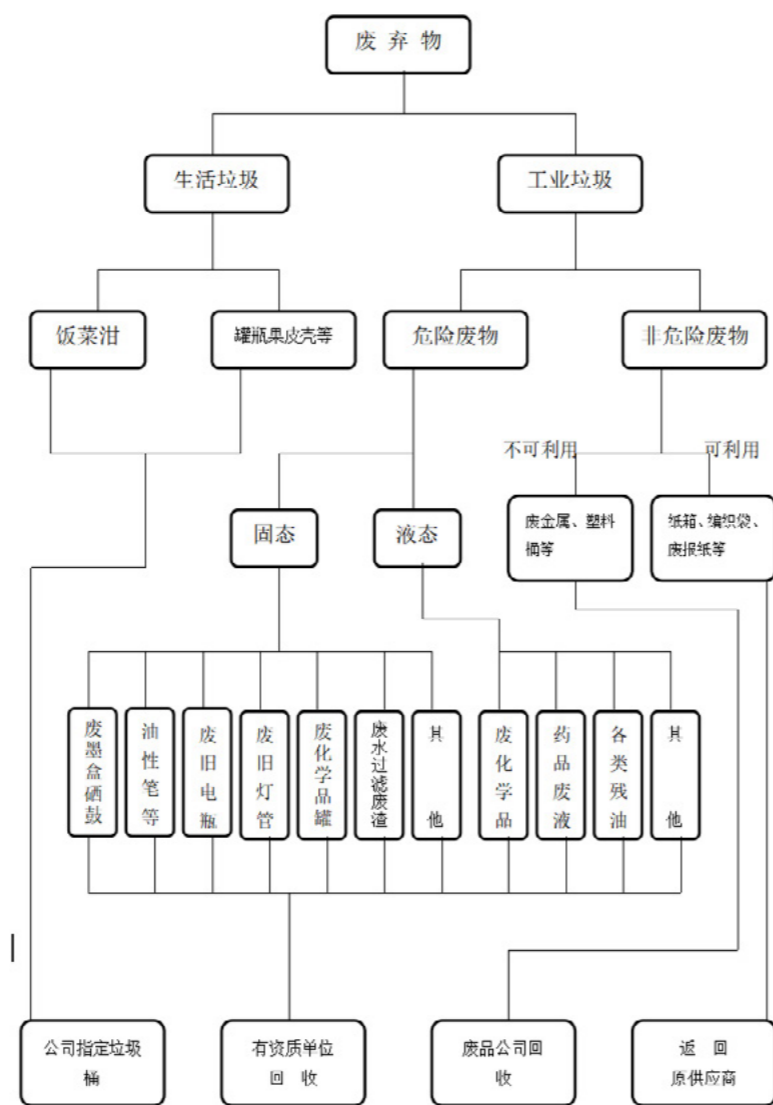 废 弃 物
生活垃圾
工业垃圾
饭菜泔
罐瓶果皮壳等
危险废物
非危险废物
不可利用
可利用
固态
液态
废金属、塑料
桶等
纸箱、编织袋、
废报纸等
废墨盒硒鼓
油性笔等
废旧电瓶
废旧灯管
废化学品罐
废水过滤废渣
其 他
废化学品
药品废液
各类残油
其 他
公司指定垃圾
桶
有资质单位
回 收
废品公司回
收
返 回
原供应商